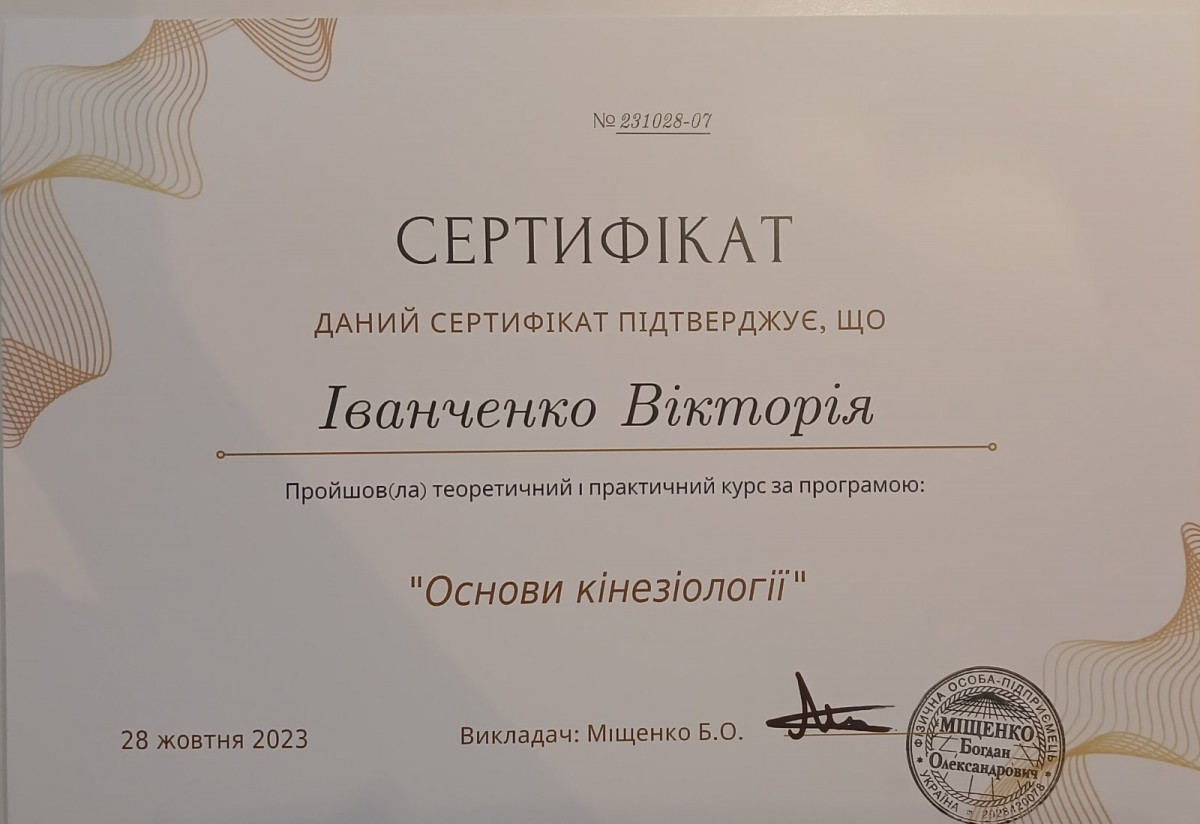 № 231028-07
СЕРТИФІКАТ
ДАНИЙ СЕРТИФІКАТ ПІДТВЕРДЖУЄ, ЩО
Іванченко Вікторія
Пройшов(ла) теоретичний і практичний курс за програмою:
"Основи кінезіології"
28 жовтня 2023
Викладач: Міщенко Б.О.
ФІЗИЧНА ОСОБА-ПІДПРИЄМЕЦЬ
МІЩЕНКО
Богдан
Олександрович
УКРАЇНА